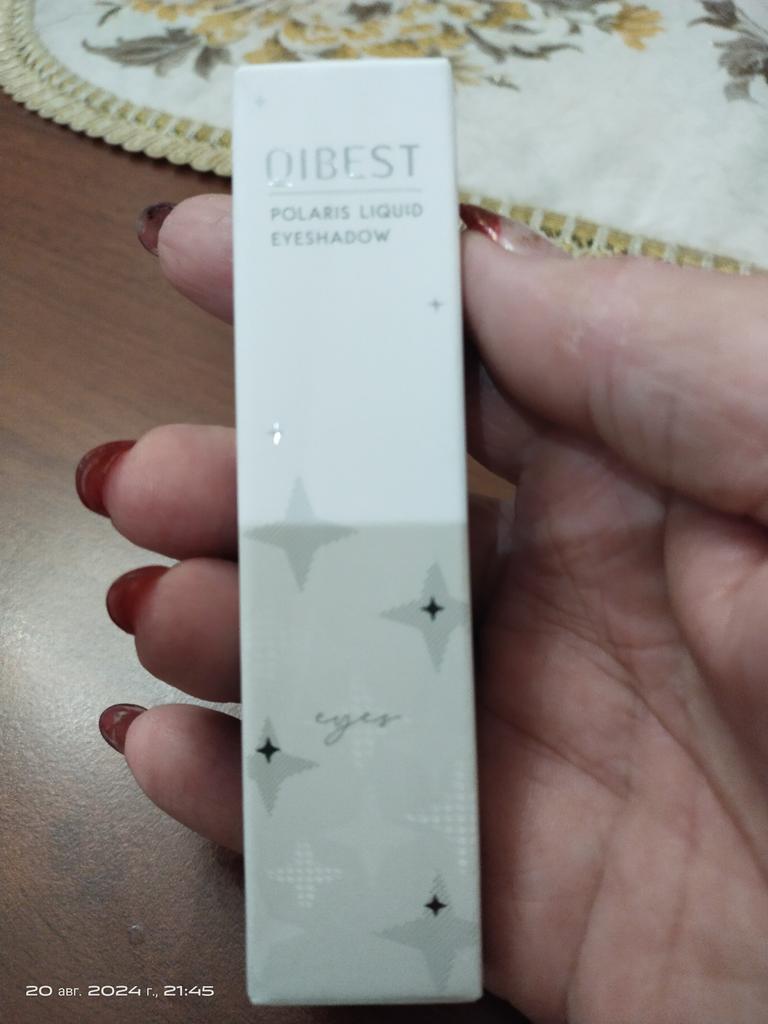 QIBEST
POLARIS LIQUID
EYESHADOW
eyes
20 авг. 2024 г., 21:45